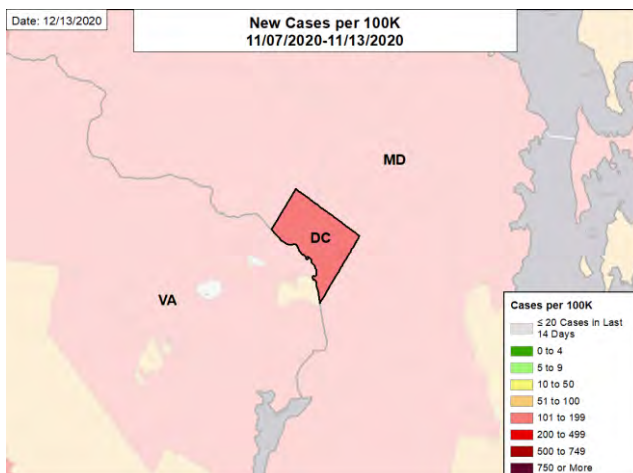 Date: 12/13/2020
New Cases per 100K
11/07/2020-11/13/2020
MD
DC
VA
Cases per 100K
≤ 20 Cases in Last
14 Days
0 to 4
5 to 9
10 to 50
51 to 100
101 to 199
200 to 499
500 to 749
750 or More